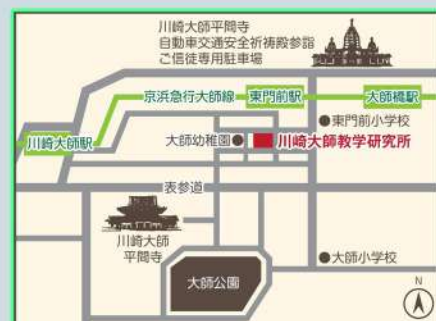 川崎大師平間寺
自動車交通安全祈祷殿参詣
ご信徒専用駐車場
京浜急行大師線
東門前駅
大師橋駅
川崎大師駅
東門前小学校
大師幼稚園
川崎大師教学研究所
表参道
川崎大師
平間寺
大師公園
大師小学校
N